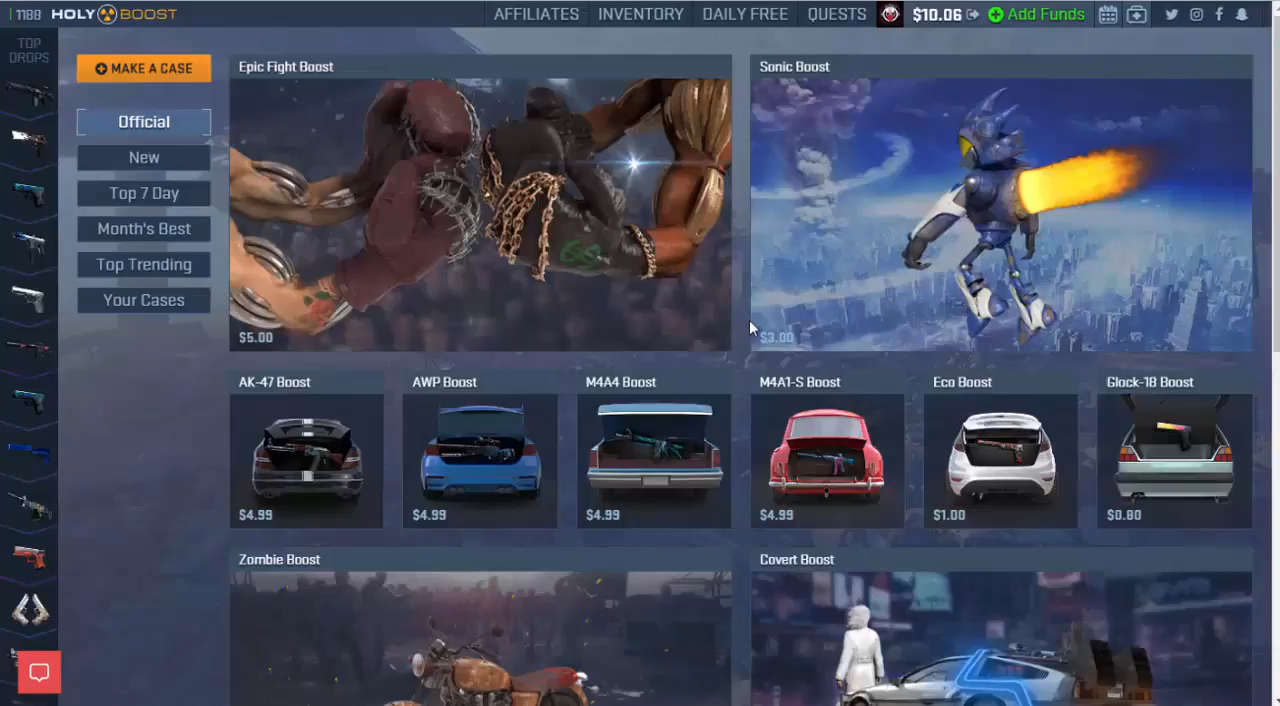 1188 HOLY BOOST AFFILIATES INVENTORY DAILY FREE QUESTS $10.06 Add Funds
TOP
DROPS
MAKE A CASE
Official
New
Top 7 Day
Month's Best
Top Trending
Your Cases
Epic Fight Boost
$5.00
Sonic Boost
$3.00
AK-47 Boost
$4.99
AWP Boost
$4.99
M4A4 Boost
$4.99
M4A1-S Boost
$4.99
Eco Boost
$1.00
Glock-18 Boost
$0.80
Zombie Boost
Covert Boost